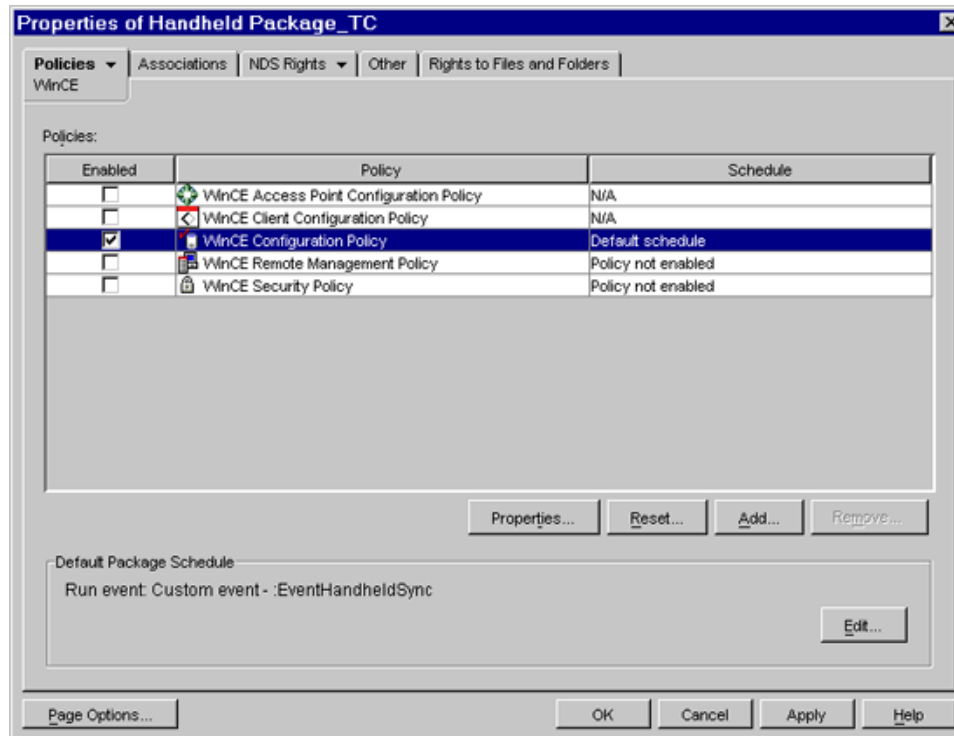 Properties of Handheld Package_TC
Policies Associations NDS Rights Other Rights to Files and Folders
WinCE
Policies:
Enabled Policy Schedule
WinCE Access Point Configuration Policy N/A
WinCE Client Configuration Policy N/A
WinCE Configuration Policy Default schedule
WinCE Remote Management Policy Policy not enabled
WinCE Security Policy Policy not enabled
Properties... Reset... Add... Remove...
Default Package Schedule
Run event: Custom event - :EventHandheldSync
Edit...
Page Options... OK Cancel Apply Help